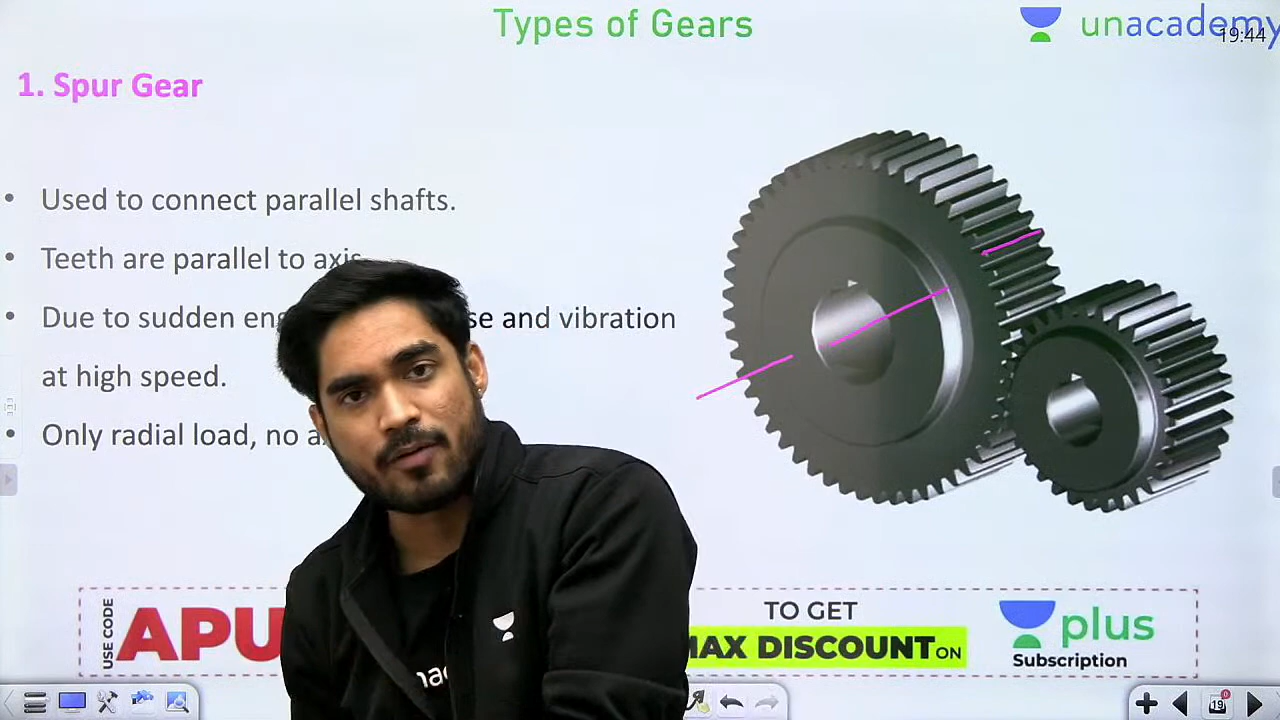 Types of Gears
unacademy
19:44
1. Spur Gear
• Used to connect parallel shafts.
• Teeth are parallel to axis
• Due to sudden and vibration
at high speed.
• Only radial load, no
USE CODE
APU
TO GET
MAX DISCOUNT ON
plus
Subscription
19
0